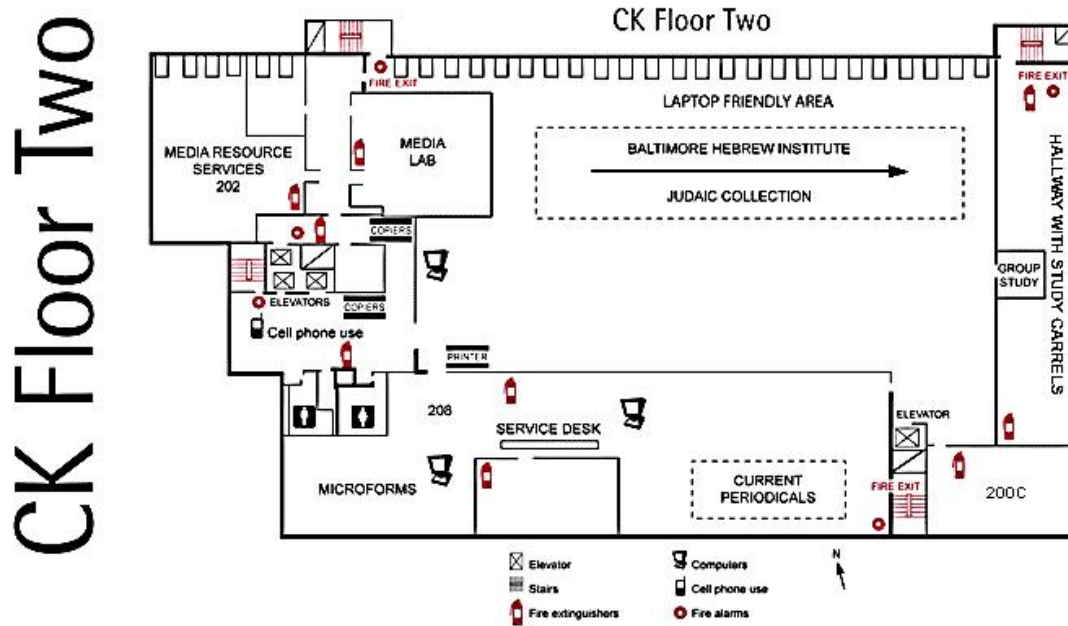 CK Floor Two
CK Floor Two
FIRE EXIT
FIRE EXIT
LAPTOP FRIENDLY AREA
MEDIA RESOURCE
SERVICES
202
MEDIA
LAB
BALTIMORE HEBREW INSTITUTE
JUDAIC COLLECTION
HALLWAY WITH STUDY CARRELS
COPIERS
GROUP
STUDY
ELEVATORS
COPIERS
Cell phone use
PRINTER
208
SERVICE DESK
ELEVATOR
MICROFORMS
CURRENT
PERIODICALS
FIRE EXIT
200C
Elevator
Stairs
Fire extinguishers
Computers
Cell phone use
Fire alarms
N